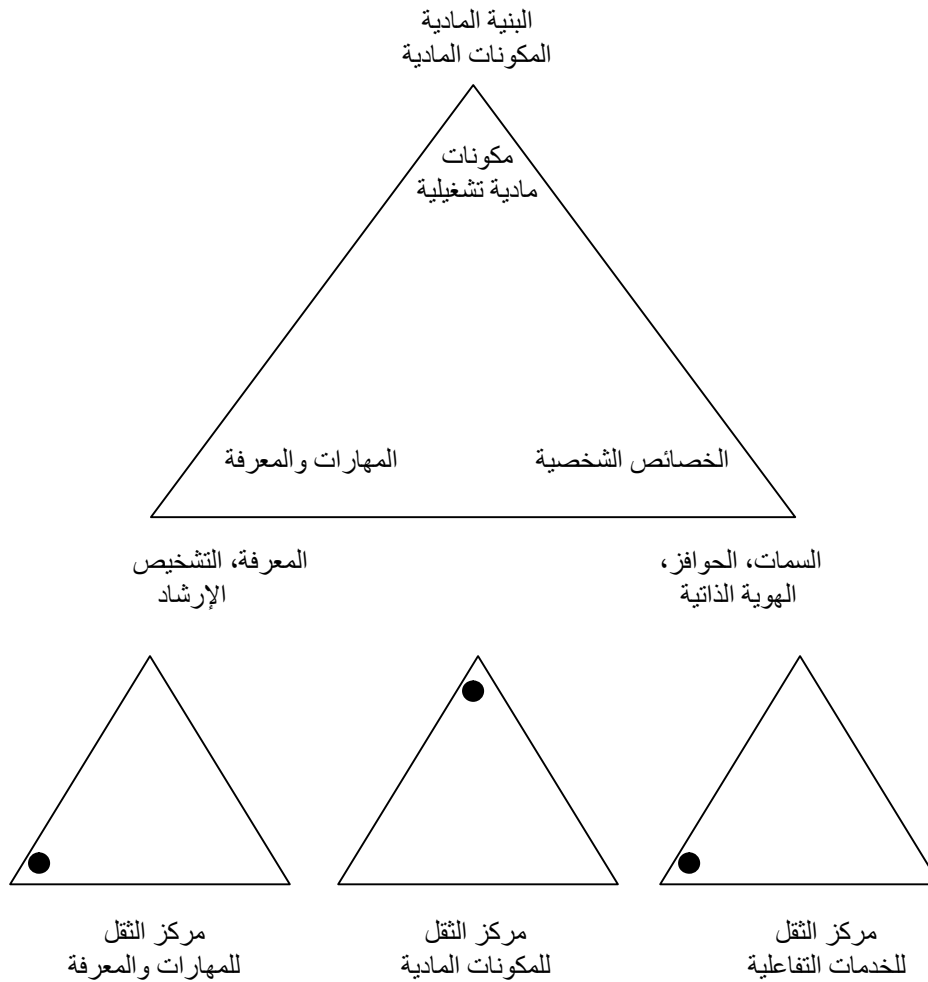 البنية المادية
المكونات المادية
مكونات
مادية تشغيلية
الخصائص الشخصية
المهارات والمعرفة
السمات، الحوافز،
الهوية الذاتية
المعرفة، التشخيص
الإرشاد
مركز الثقل
للخدمات التفاعلية
مركز الثقل
للمكونات المادية
مركز الثقل
للمهارات والمعرفة